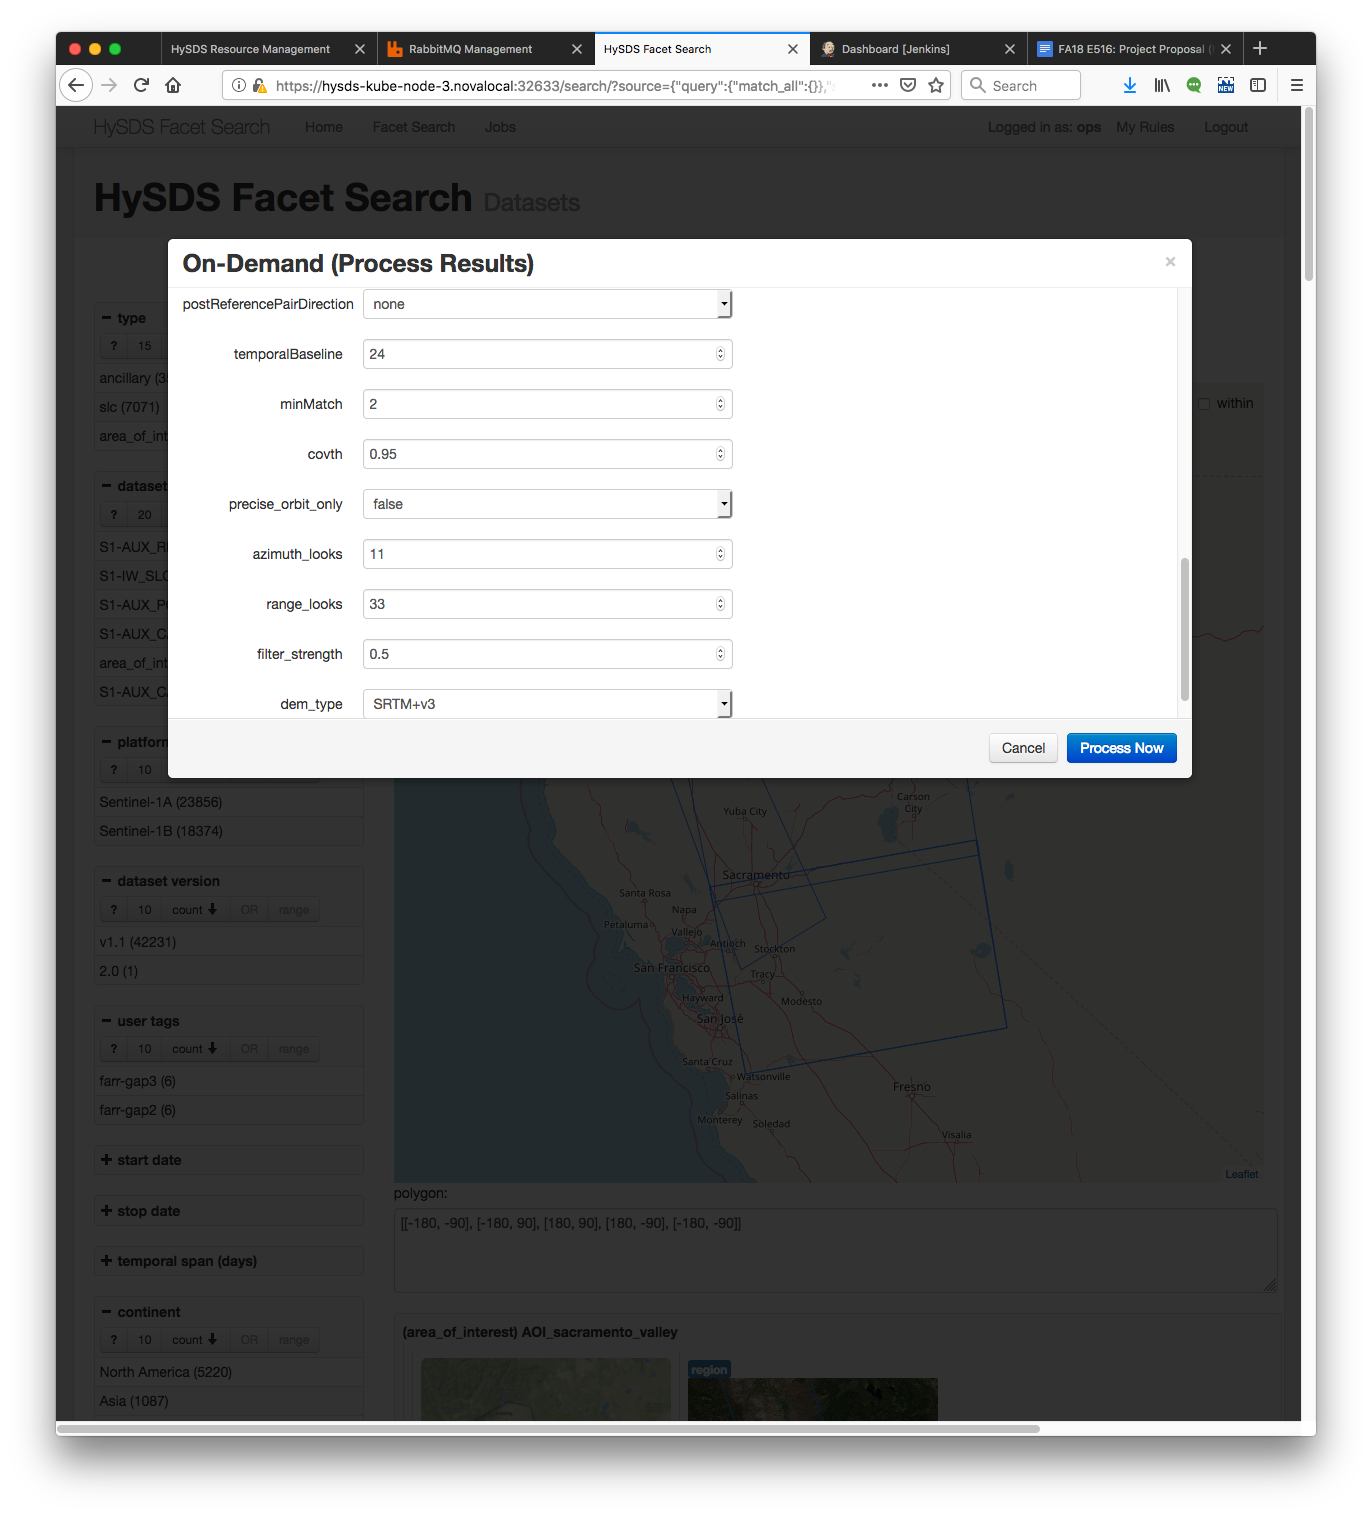 HySDS Resource Management
RabbitMQ Management
HySDS Facet Search
Dashboard [Jenkins]
FA18 E516: Project Proposal (
https://hysds-kube-node-3.novalocal:32633/search/?source={"query":{"match_all":{}},"
Search
NEW
HySDS Facet Search
Home
Facet Search
Jobs
Logged in as: ops
My Rules
Logout
HySDS Facet Search Datasets
On-Demand (Process Results)
×
postReferencePairDirection none
temporalBaseline 24
minMatch 2
covth 0.95
precise_orbit_only false
azimuth_looks 11
range_looks 33
filter_strength 0.5
dem_type SRTM+v3
Cancel
Process Now
type
? 15
ancillary (3
slc (7071)
area_of_int
dataset
? 20
S1-AUX_R
S1-IW_SLC
S1-AUX_P
S1-AUX_C
area_of_int
S1-AUX_C
platform
? 10
Sentinel-1A (23856)
Sentinel-1B (18374)
dataset version
? 10 count OR range
v1.1 (42231)
2.0 (1)
user tags
? 10 count OR range
farr-gap3 (6)
farr-gap2 (6)
start date
stop date
temporal span (days)
continent
? 10 count OR range
North America (5220)
Asia (1087)
within
Yuba City
Carson
City
Sacramento
Santa Rosa
Napa
Petaluma
Vallejo
Antioch
Stockton
San Francisco
Tracy
Hayward
Modesto
San José
Santa Cruz
Watsonville
Fresno
Salinas
Monterey
Soledad
Visalia
Leaflet
polygon:
[[-180, -90], [-180, 90], [180, 90], [180, -90], [-180, -90]]
(area_of_interest) AOI_sacramento_valley
region